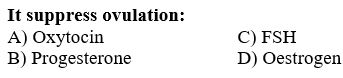 It suppress ovulation:
A) Oxytocin C) FSH
B) Progesterone D) Oestrogen